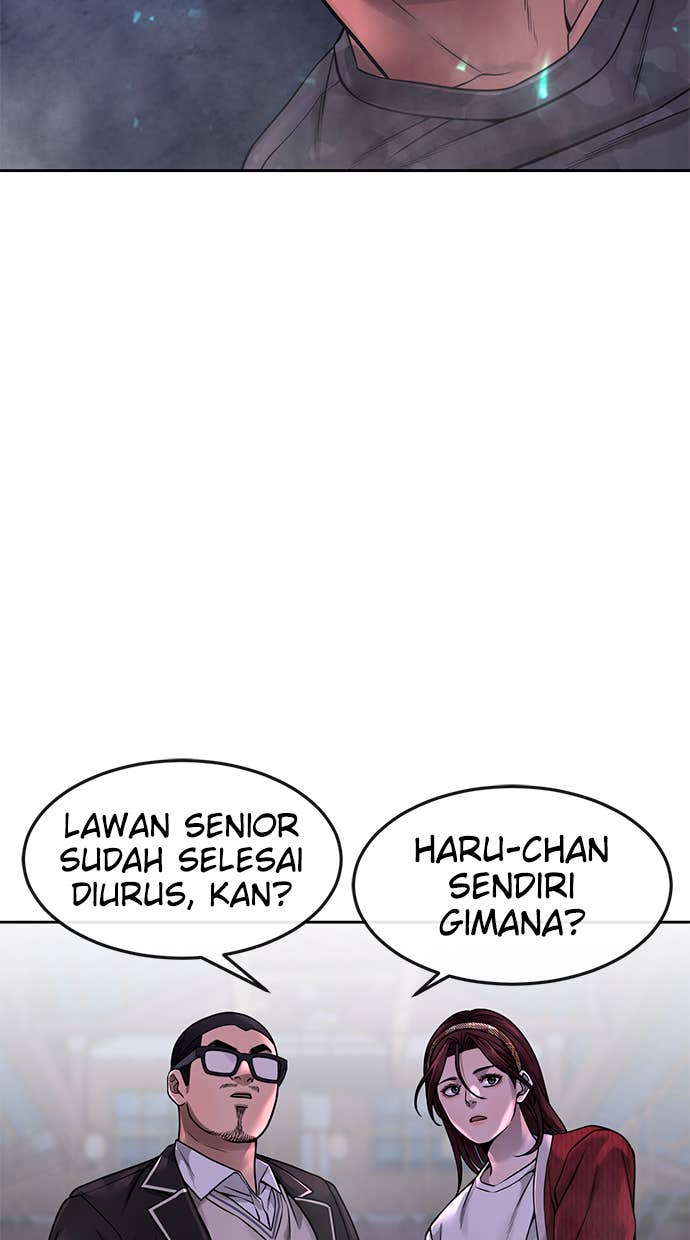 LAWAN SENIOR
SUDAH SELESAI
DIURUS, KAN?
HARU-CHAN
SENDIRI
GIMANA?